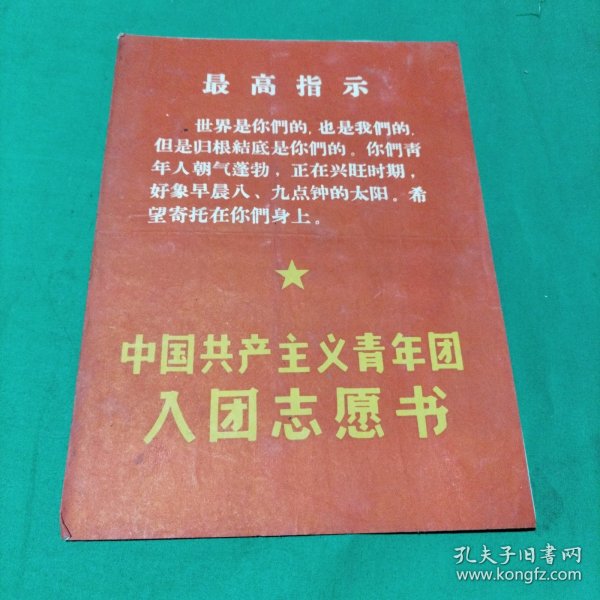 最高指示
世界是你們的,也是我們的,
但是归根結底是你們的。你們青
年人朝气蓬勃,正在兴旺时期,
好象早晨八、九点钟的太阳。希
望寄托在你們身上。
中国共产主义青年团
入团志愿书
孔夫子旧书网
www.kongfz.com